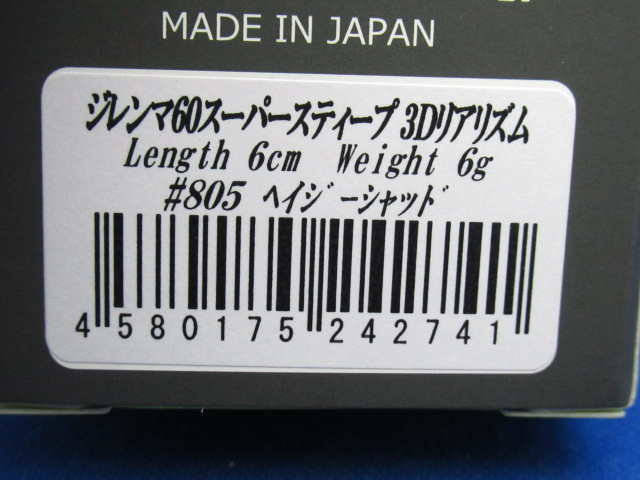 MADE IN JAPAN
ジレンマ60スーパースティープ 3Dリアリズム
Length 6cm Weight 6g
#805 ヘイジーシャッド
4 580175 242741